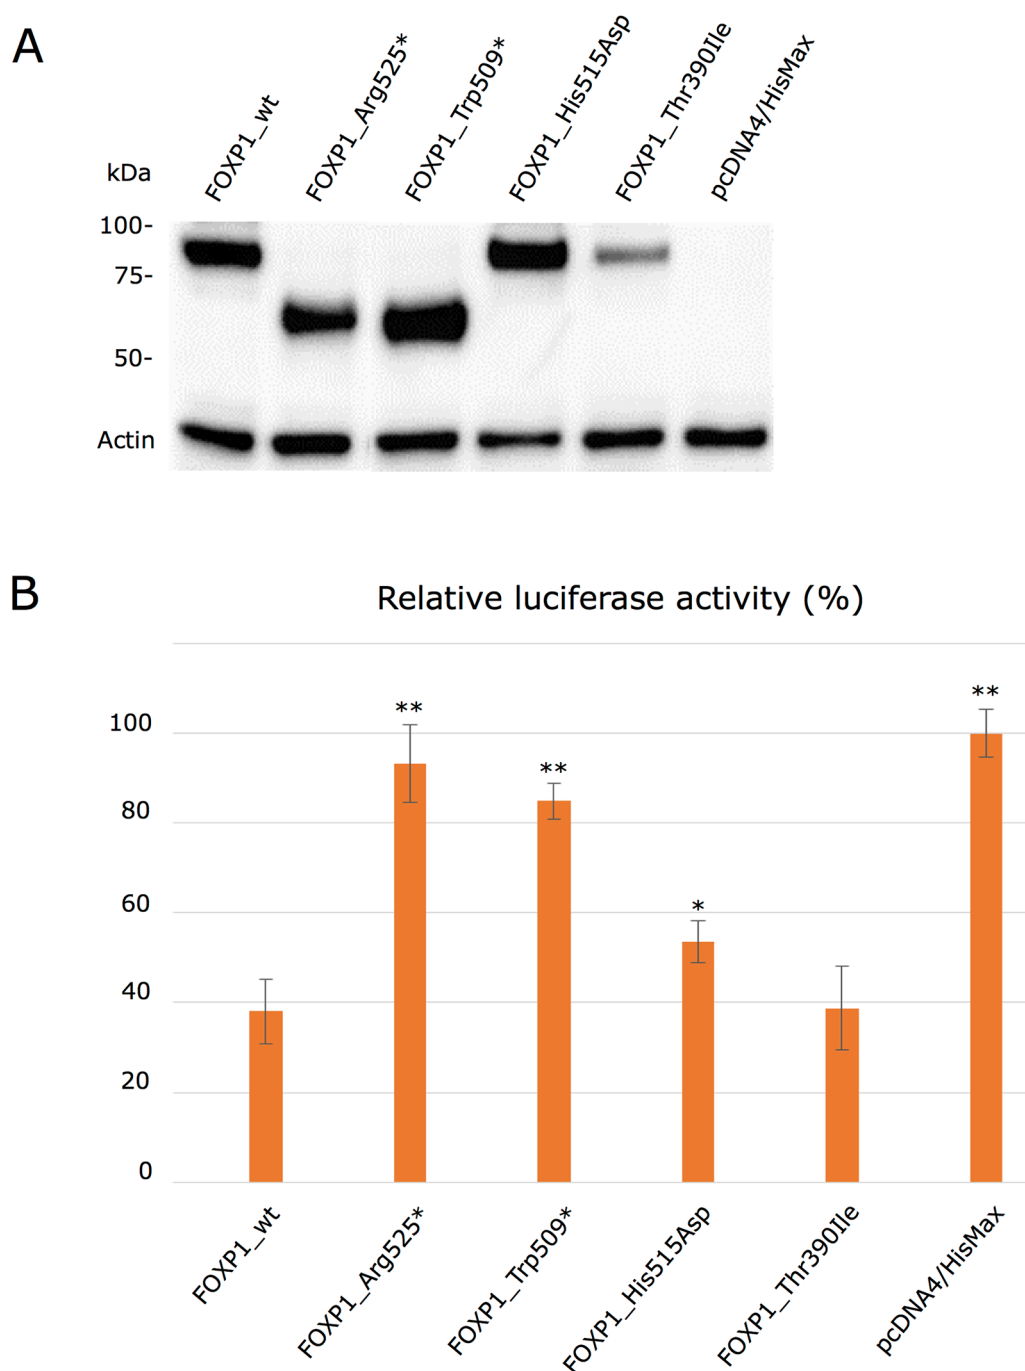 A
FOXP1_wt
FOXP1_Arg525*
FOXP1_Trp509*
FOXP1_His515Asp
FOXP1_Thr390Ile
pcDNA4/HisMax
kDa
100-
75-
50-
Actin
B
Relative luciferase activity (%)
100
80
60
40
20
0
**
**
*
**
FOXP1_wt
FOXP1_Arg525*
FOXP1_Trp509*
FOXP1_His515Asp
FOXP1_Thr390Ile
pcDNA4/HisMax